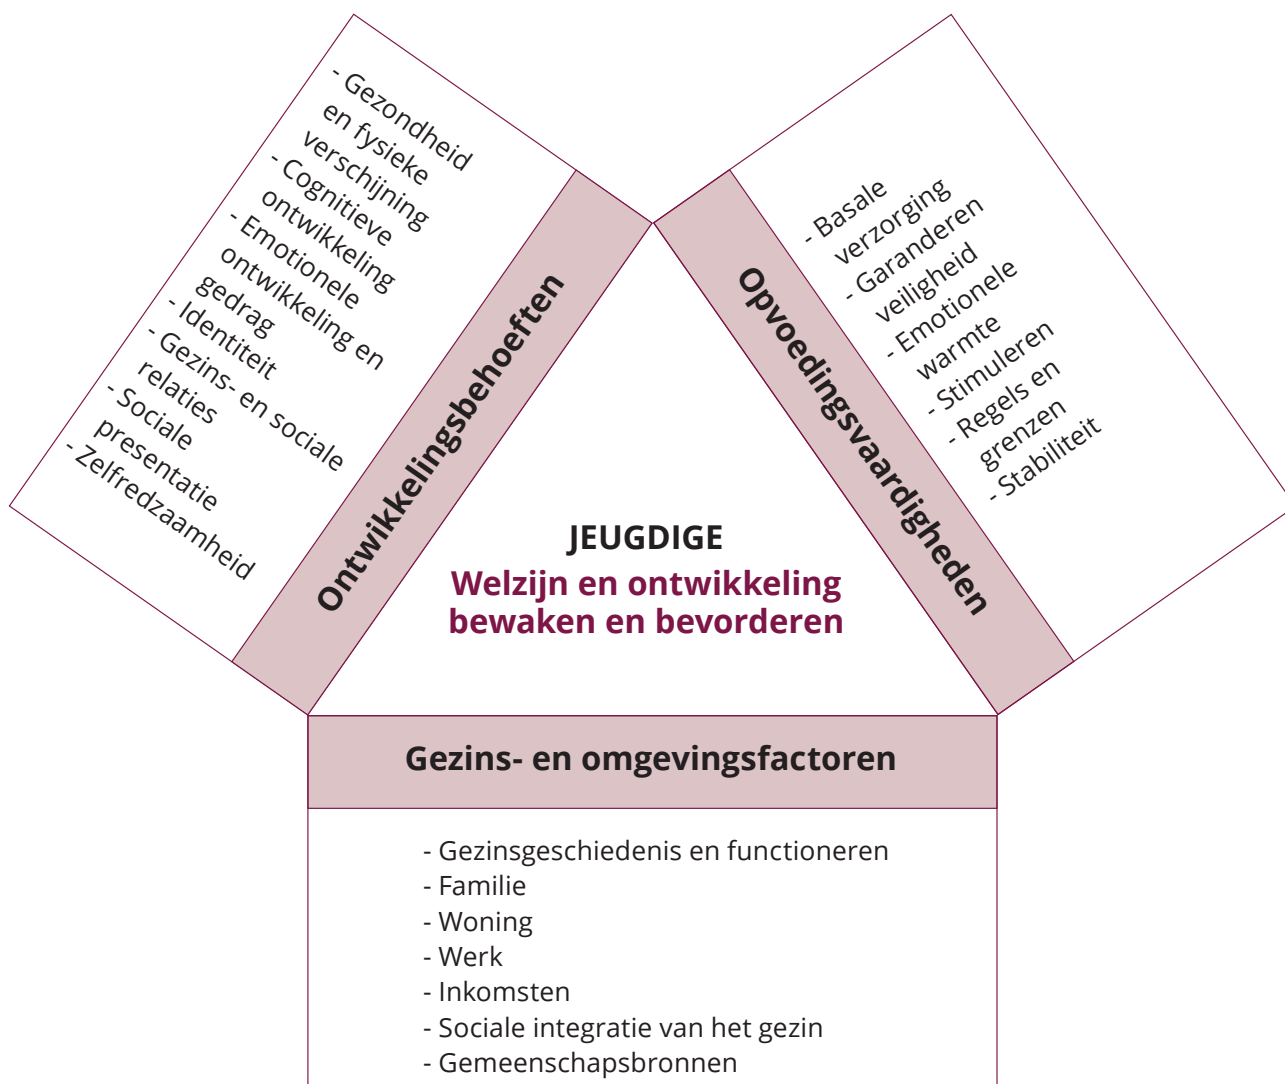 - Gezondheid
en fysieke
verschijning
- Cognitieve
ontwikkeling
- Emotionele
ontwikkeling en
gedrag
- Identiteit
- Gezins- en sociale
relaties
- Sociale
presentatie
- Zelfredzaamheid
Ontwikkelingsbehoeften
- Basale
verzorging
- Garanderen
veiligheid
- Emotionele
warmte
- Stimuleren
- Regels en
grenzen
- Stabiliteit
Opvoedingsvaardigheden
JEUGDIGE
Welzijn en ontwikkeling
bewaken en bevorderen
Gezins- en omgevingsfactoren
- Gezinsgeschiedenis en functioneren
- Familie
- Woning
- Werk
- Inkomsten
- Sociale integratie van het gezin
- Gemeenschapsbronnen